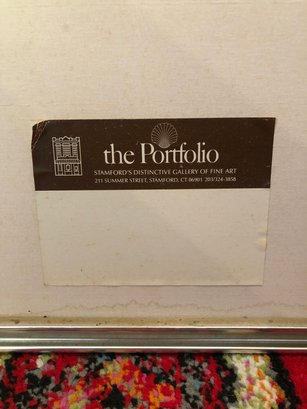 the Portfolio
STAMFORD'S DISTINCTIVE GALLERY OF FINE ART
211 SUMMER STREET, STAMFORD, CT 06901 203/324-3858